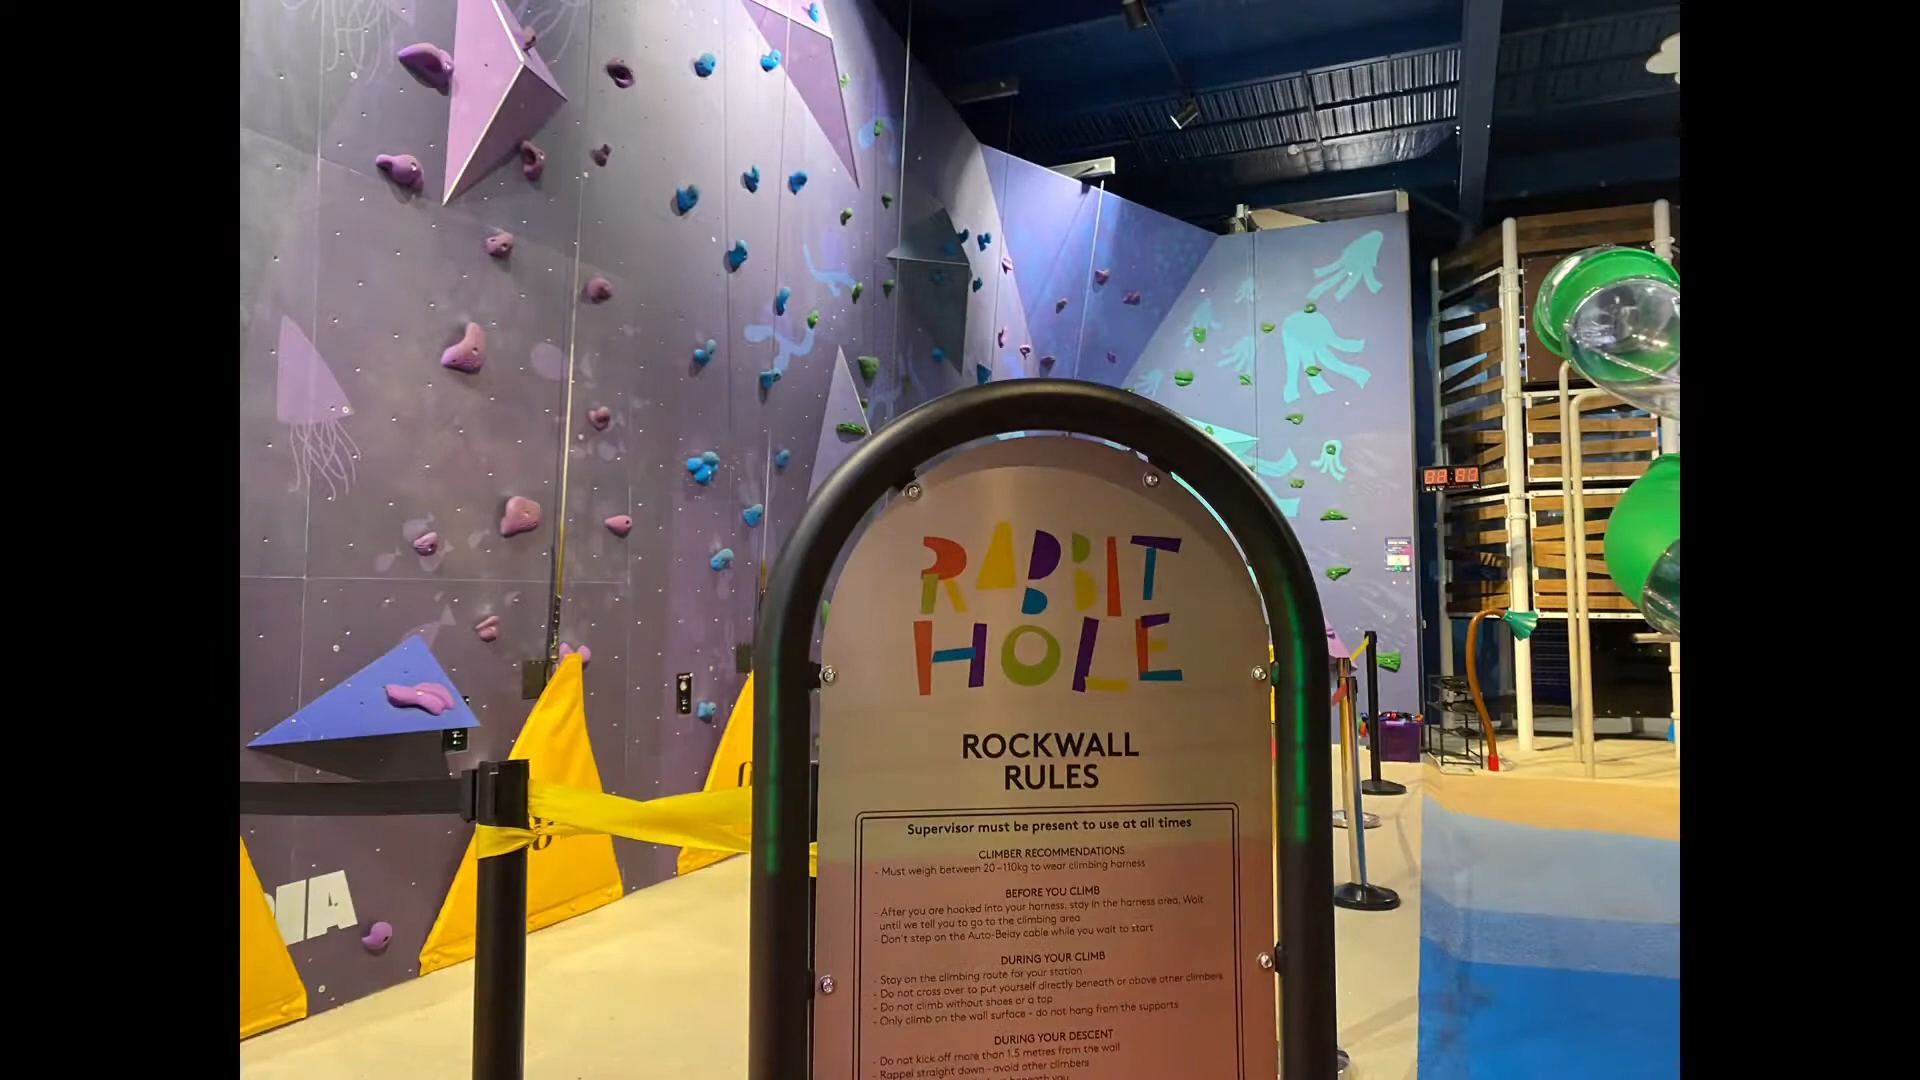 RABBIT
HOLE
ROCKWALL
RULES
Supervisor must be present to use at all times
CLIMBER RECOMMENDATIONS
- Must weigh between 20-110kg to wear climbing harness
BEFORE YOU CLIMB
- After you are hooked into your harness, stay in the harness area. Wait
until we tell you to go to the climbing area
- Don't step on the Auto-Belay cable while you wait to start
DURING YOUR CLIMB
- Stay on the climbing route for your station
- Do not cross over to put yourself directly beneath or above other climbers
- Do not climb without shoes or a top
- Only climb on the wall surface - do not hang from the supports
DURING YOUR DESCENT
- Do not kick off more than 1.5 metres from the wall
- Rappel straight down - avoid other climbers
beneath you